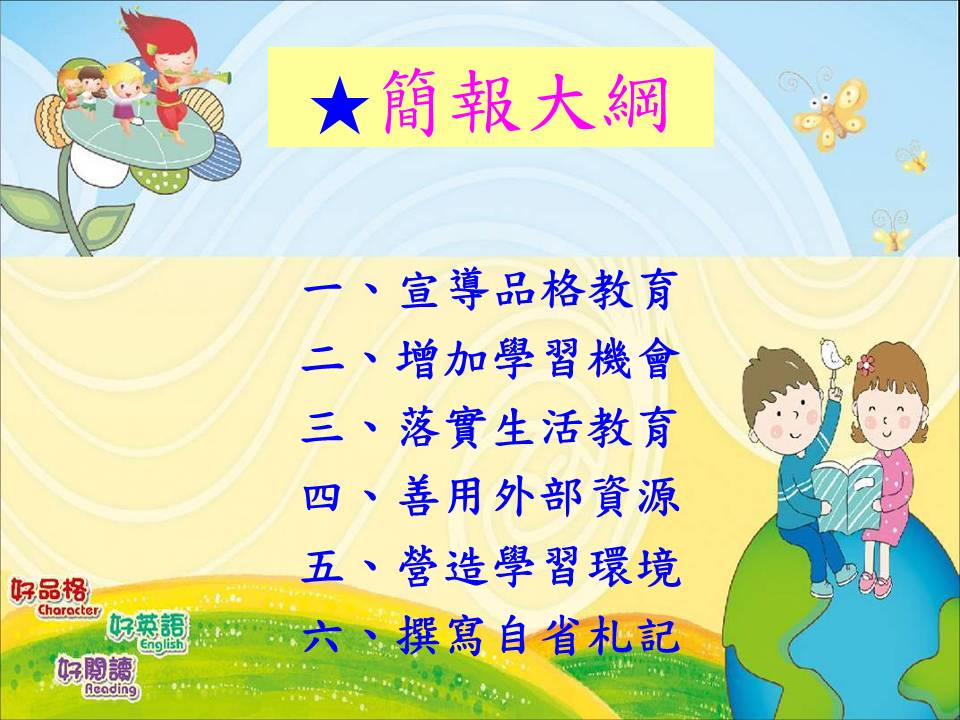 ★簡報大綱
一、宣導品格教育
二、增加學習機會
三、落實生活教育
四、善用外部資源
五、營造學習環境
六、撰寫自省札記
好品格
Character
好英語
English
好閱讀
Reading